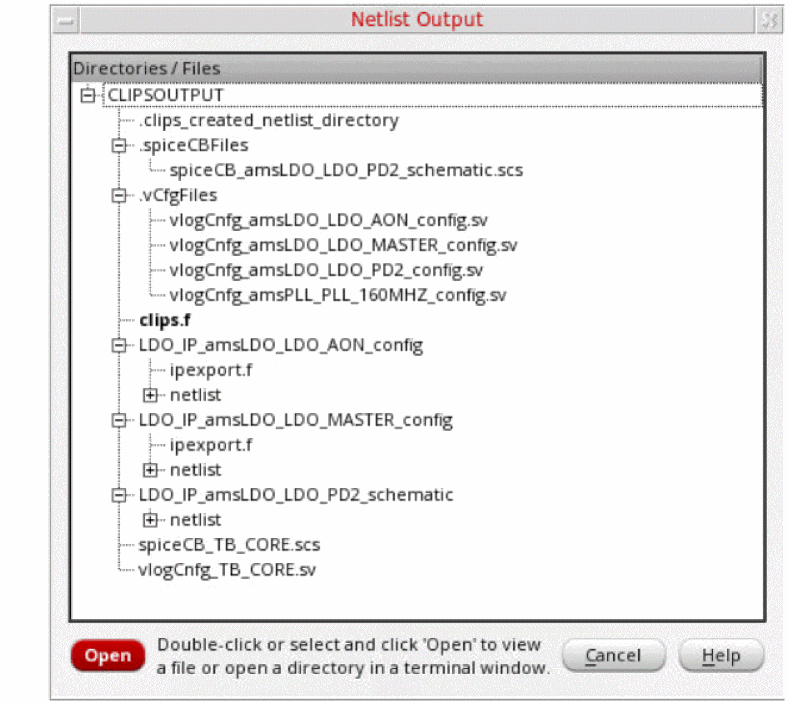 Netlist Output
Directories / Files
CLIPSOUTPUT
.clips_created_netlist_directory
.spiceCBFiles
spiceCB_amsLDO_LDO_PD2_schematic.scs
.vCfgFiles
vlogCnfg_amsLDO_LDO_AON_config.sv
vlogCnfg_amsLDO_LDO_MASTER_config.sv
vlogCnfg_amsLDO_LDO_PD2_config.sv
vlogCnfg_amsPLL_PLL_160MHZ_config.sv
clips.f
LDO_IP_amsLDO_LDO_AON_config
ipexport.f
netlist
LDO_IP_amsLDO_LDO_MASTER_config
ipexport.f
netlist
LDO_IP_amsLDO_LDO_PD2_schematic
netlist
spiceCB_TB_CORE.scs
vlogCnfg_TB_CORE.sv
Open
Double-click or select and click 'Open' to view
a file or open a directory in a terminal window.
Cancel
Help